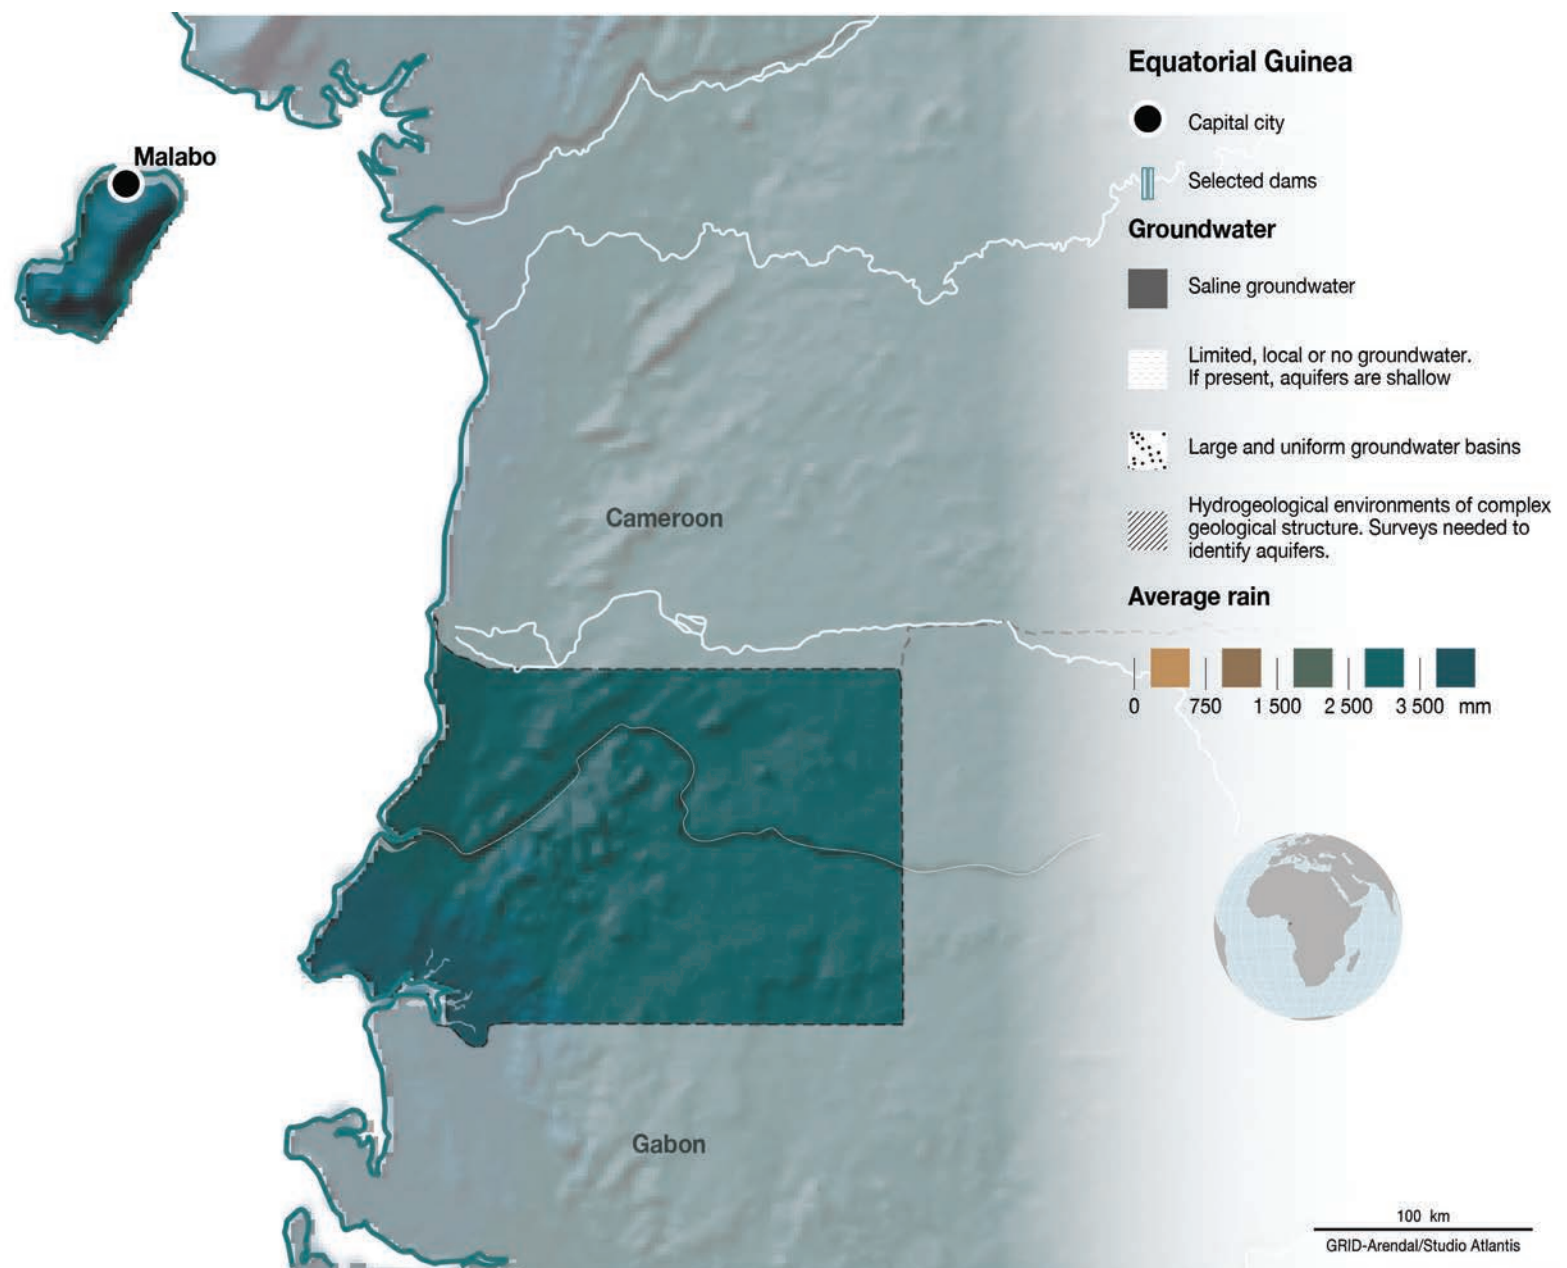 Equatorial Guinea
Capital city
Malabo
Selected dams
Groundwater
Saline groundwater
Limited, local or no groundwater.
If present, aquifers are shallow
Large and uniform groundwater basins
Hydrogeological environments of complex
geological structure. Surveys needed to
identify aquifers.
Cameroon
Average rain
0 750 1 500 2 500 3 500 mm
Gabon
100 km
GRID-Arendal/Studio Atlantis